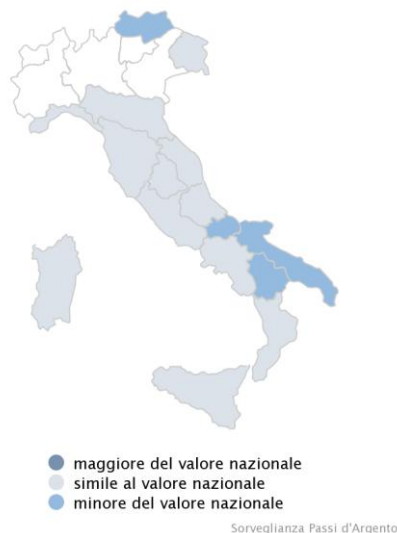 maggiore del valore nazionale
simile al valore nazionale
minore del valore nazionale
Sorveglianza Passi d'Argento